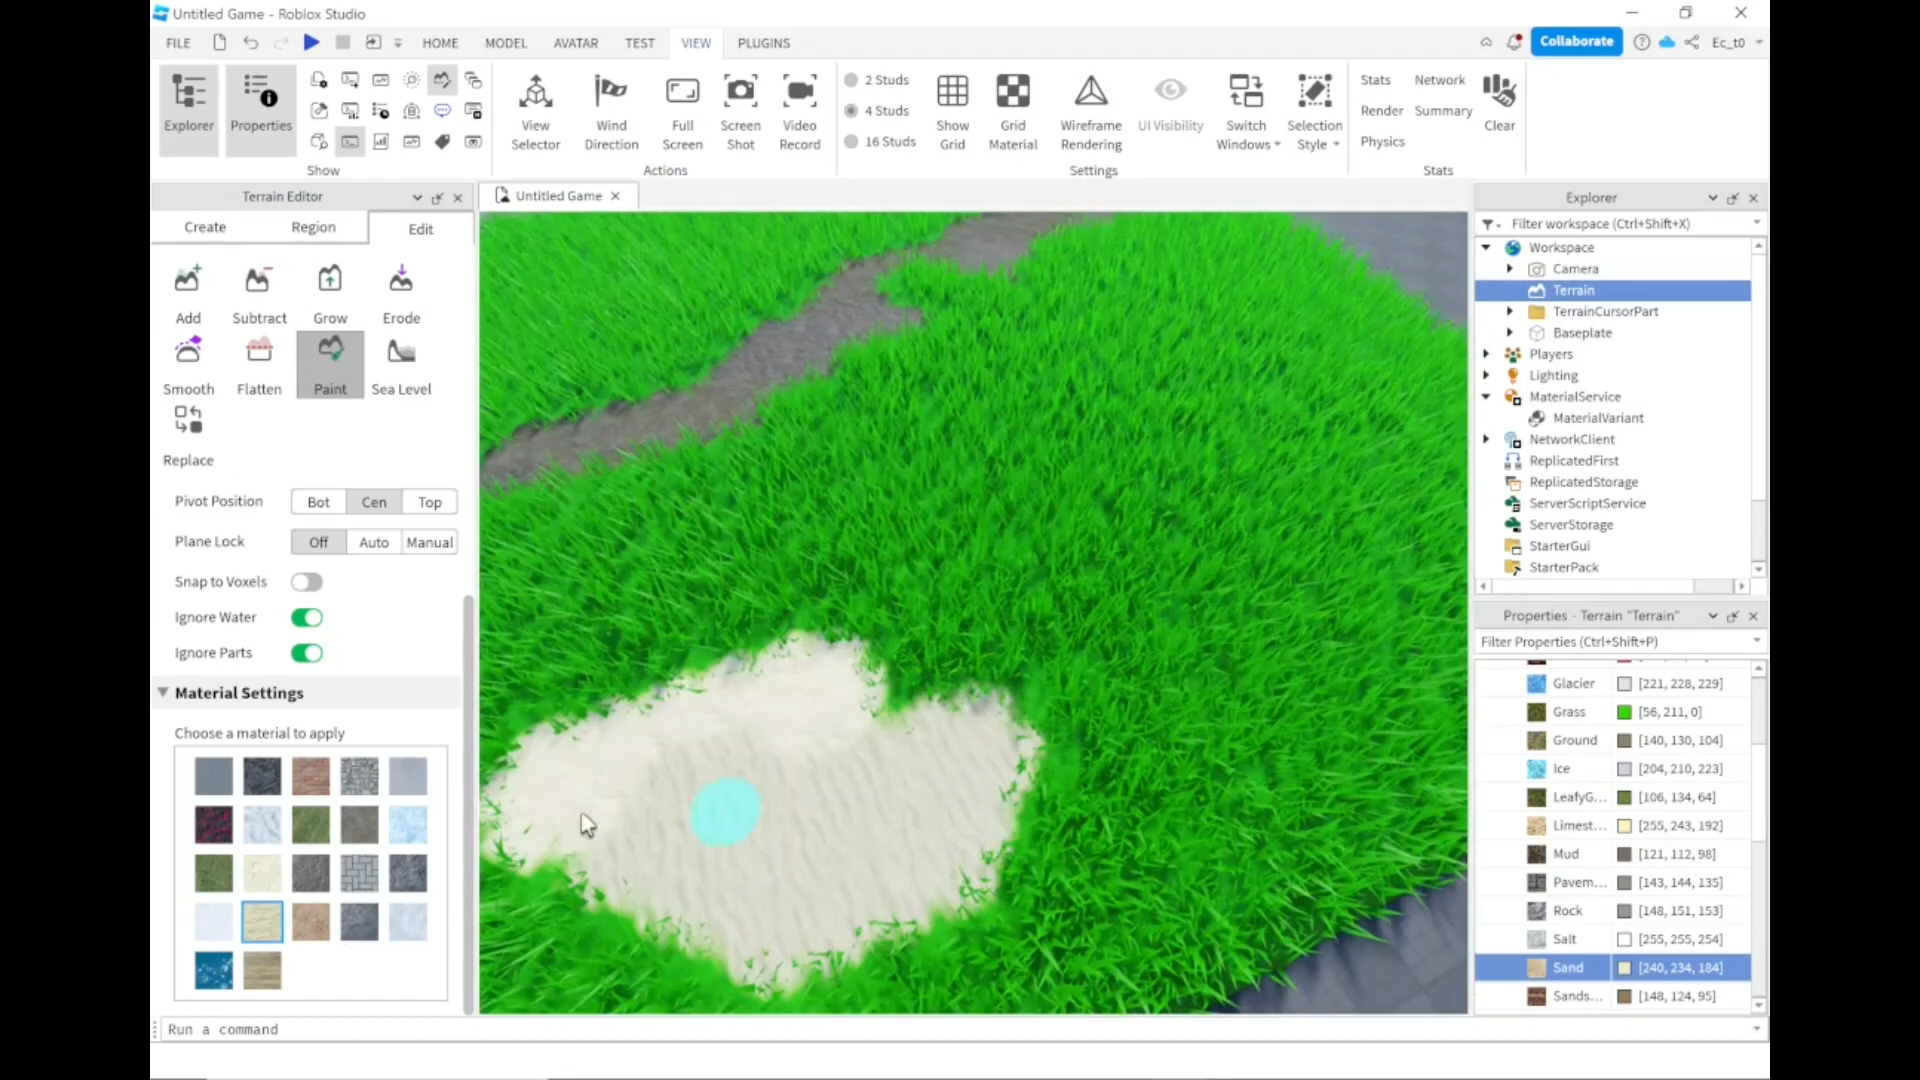 Untitled Game - Roblox Studio
FILE HOME MODEL AVATAR TEST VIEW PLUGINS Collaborate Ec_t0
Explorer
Properties
Show
View Selector
Wind Direction
Full Screen
Screen Shot
Video Record
Actions
2 Studs
4 Studs
16 Studs
Show Grid
Grid Material
Wireframe Rendering
UI Visibility
Switch Windows
Selection Style
Settings
Stats Network
Render Summary
Physics
Clear
Stats
Terrain Editor
Create Region Edit
Add Subtract Grow Erode
Smooth Flatten Paint Sea Level
Replace
Pivot Position Bot Cen Top
Plane Lock Off Auto Manual
Snap to Voxels
Ignore Water
Ignore Parts
Material Settings
Choose a material to apply
Untitled Game
Explorer
Filter workspace (Ctrl+Shift+X)
Workspace
Camera
Terrain
TerrainCursorPart
Baseplate
Players
Lighting
MaterialService
MaterialVariant
NetworkClient
ReplicatedFirst
ReplicatedStorage
ServerScriptService
ServerStorage
StarterGui
StarterPack
Properties - Terrain "Terrain"
Filter Properties (Ctrl+Shift+P)
Glacier [221, 228, 229]
Grass [56, 211, 0]
Ground [140, 130, 104]
Ice [204, 210, 223]
LeafyG... [106, 134, 64]
Limest... [255, 243, 192]
Mud [121, 112, 98]
Pavem... [143, 144, 135]
Rock [148, 151, 153]
Salt [255, 255, 254]
Sand [240, 234, 184]
Sands... [148, 124, 95]
Run a command